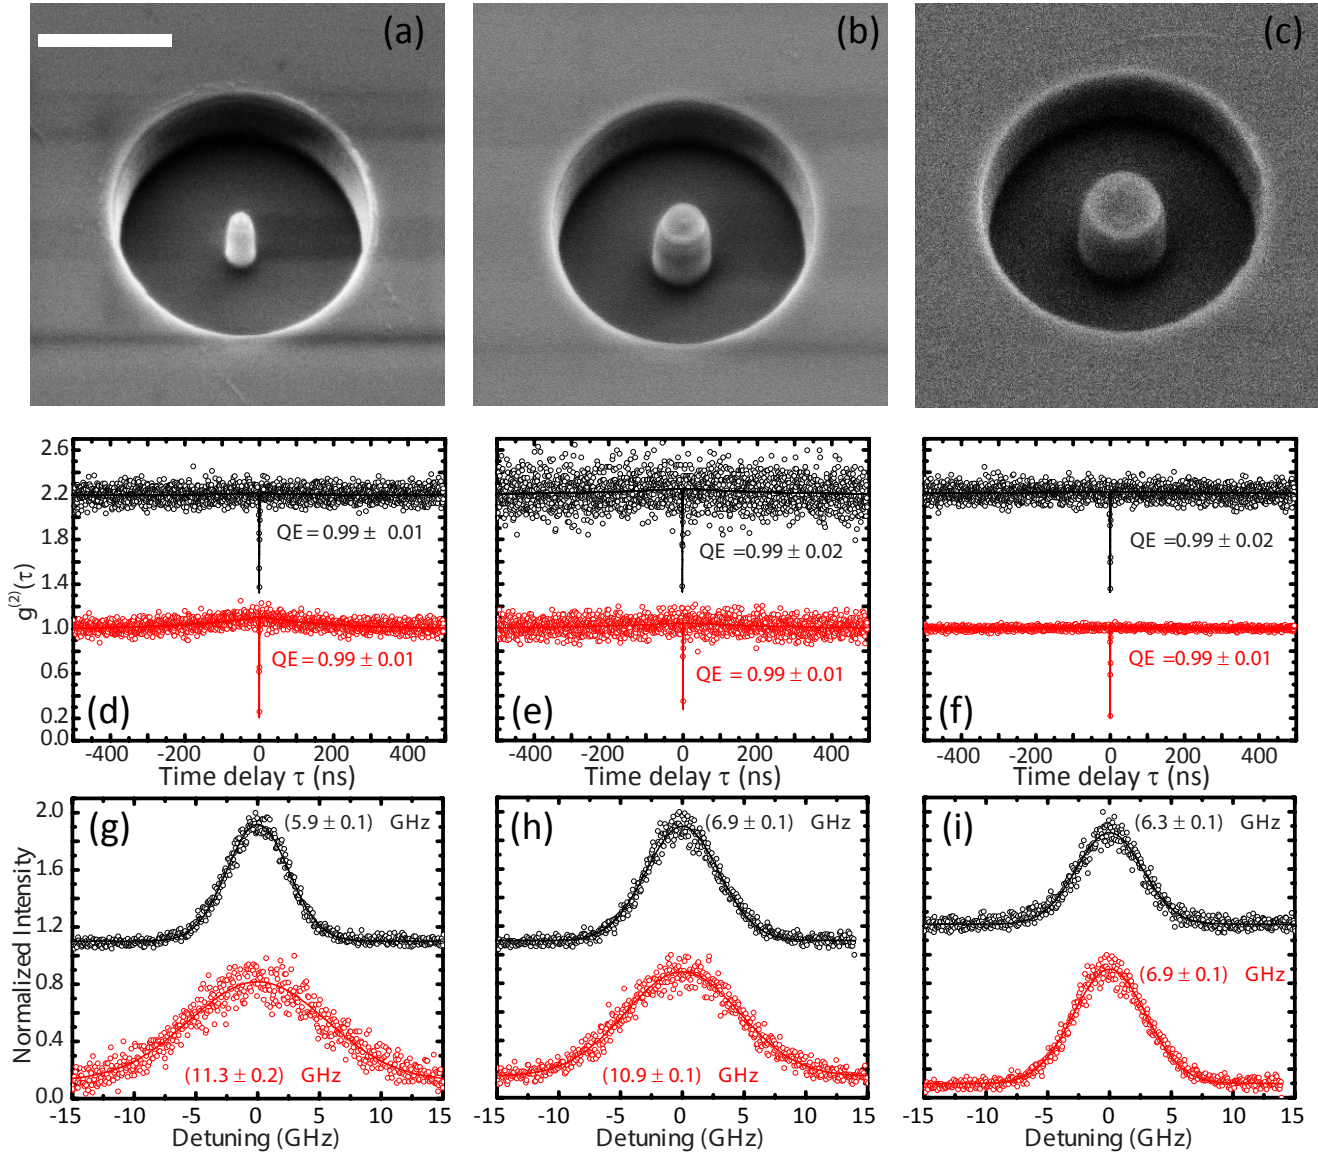 (a)
(b)
(c)
2.6
2.2
1.8
1.4
1.0
0.6
0.2
0.0
g(2)(τ)
QE = 0.99 ± 0.01
QE = 0.99 ± 0.01
(d)
-400 -200 0 200 400
Time delay τ (ns)
QE =0.99 ± 0.02
QE = 0.99 ± 0.01
(e)
-400 -200 0 200 400
Time delay τ (ns)
QE =0.99 ± 0.02
QE =0.99 ± 0.01
(f)
-400 -200 0 200 400
Time delay τ (ns)
2.0
1.6
1.2
0.8
0.4
0.0
Normalized Intensity
(g)
(5.9 ± 0.1) GHz
(11.3 ± 0.2) GHz
-15 -10 -5 0 5 10 15
Detuning (GHz)
(h)
(6.9 ± 0.1) GHz
(10.9 ± 0.1) GHz
-15 -10 -5 0 5 10 15
Detuning (GHz)
(i)
(6.3 ± 0.1) GHz
(6.9 ± 0.1) GHz
-15 -10 -5 0 5 10 15
Detuning (GHz)